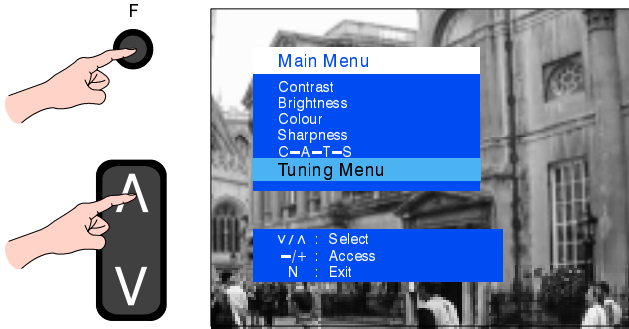 F
Main Menu
Contrast
Brightness
Colour
Sharpness
C–A–T–S
Tuning Menu
∨/∧ : Select
–/+ : Access
N : Exit
∧
∨